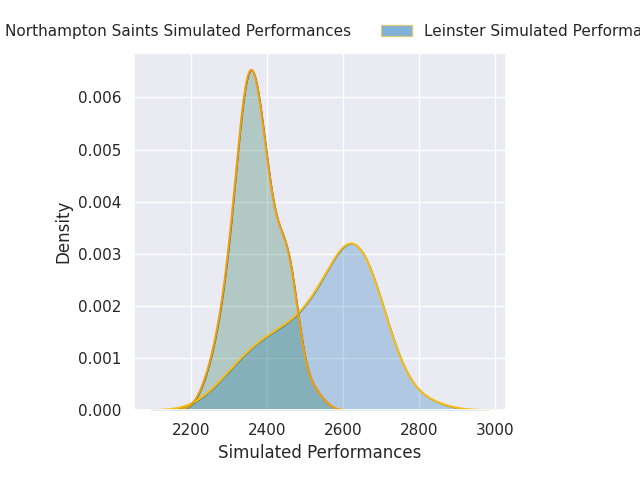 Northampton Saints Simulated Performances
Leinster Simulated Performa
0.006
0.005
0.004
0.003
0.002
0.001
0.000
Density
2200 2400 2600 2800 3000
Simulated Performances